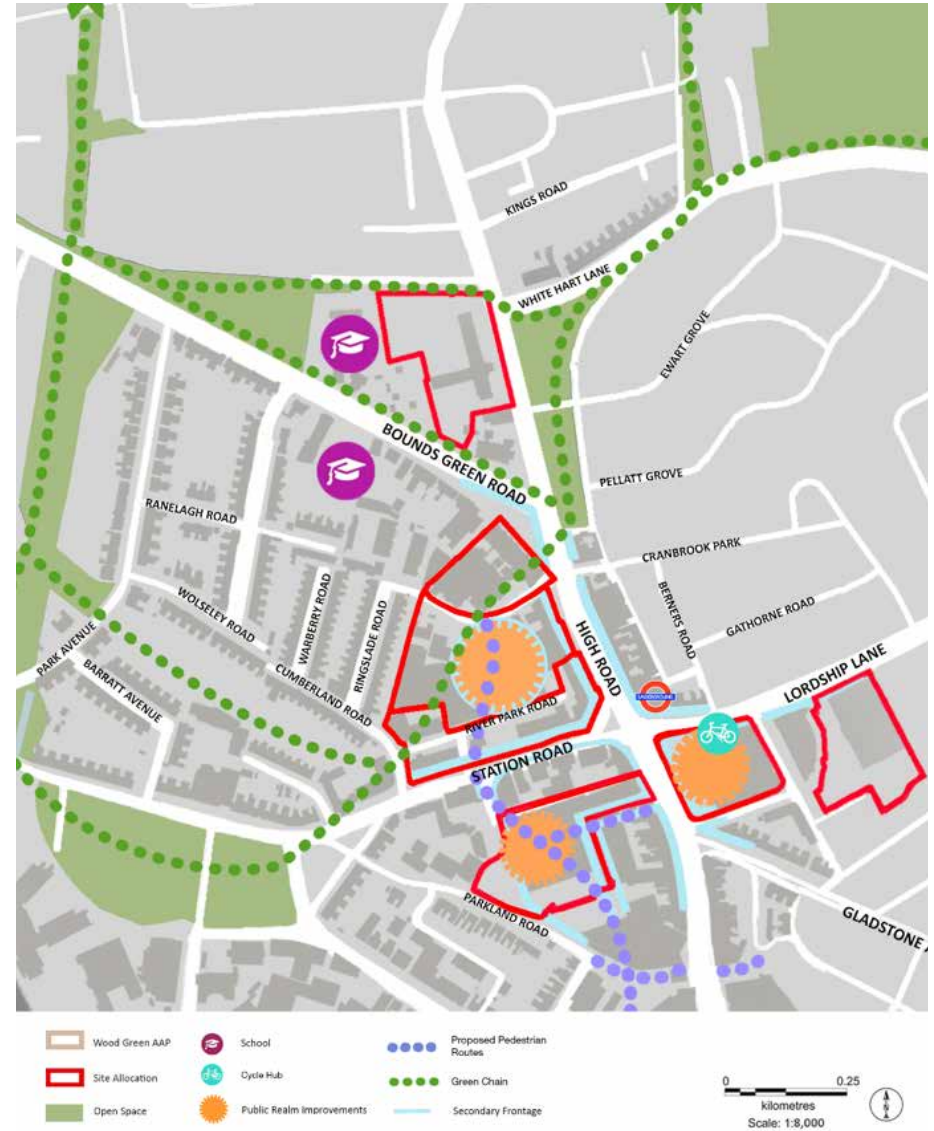 KINGS ROAD
WHITE HART LANE
EWART GROVE
BOUNDS GREEN ROAD
PELLATT GROVE
RANELAGH ROAD
CRANBROOK PARK
WOLSELEY ROAD
WARBERRY ROAD
RINGSLADE ROAD
BERNERS ROAD
GATHORNE ROAD
PARK AVENUE
BARRATT AVENUE
CUMBERLAND ROAD
HIGH ROAD
LORDSHIP LANE
UNDERGROUND
RIVER PARK ROAD
STATION ROAD
PARKLAND ROAD
GLADSTONE A
Wood Green AAP
School
Proposed Pedestrian
Routes
Site Allocation
Cycle Hub
Green Chain
Open Space
Public Realm Improvements
Secondary Frontage
0 0.25
kilometres
Scale: 1:8,000
N